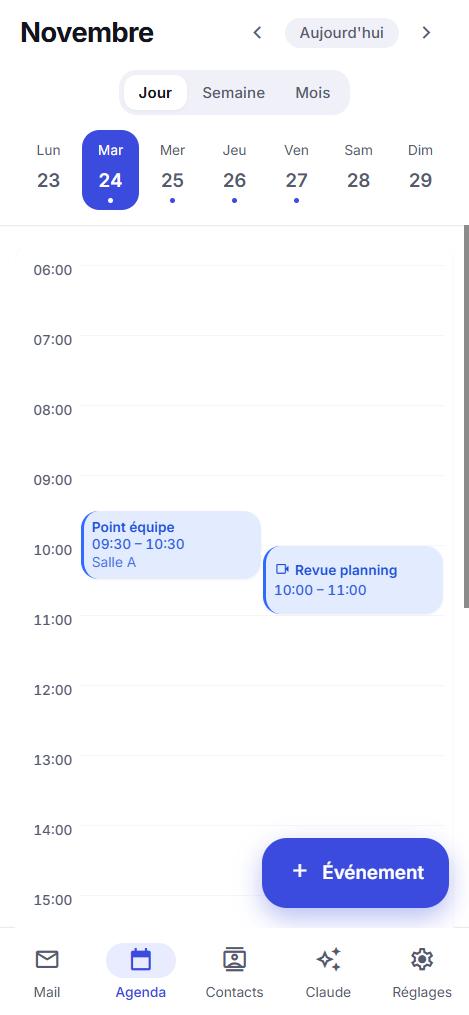 Novembre
Aujourd'hui
Jour Semaine Mois
Lun Mar Mer Jeu Ven Sam Dim
23 24 25 26 27 28 29
06:00
07:00
08:00
09:00
Point équipe
09:30 – 10:30
Salle A
10:00
Revue planning
10:00 – 11:00
11:00
12:00
13:00
14:00
+ Événement
15:00
Mail Agenda Contacts Claude Réglages